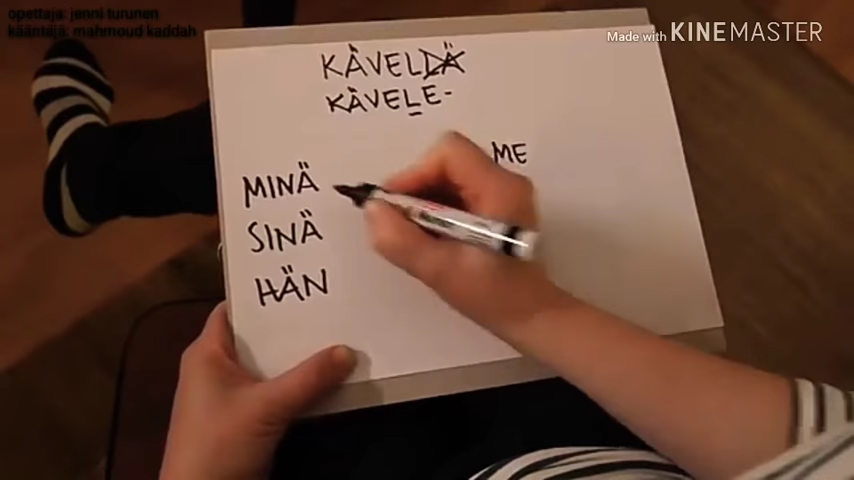 opettaja: jenni turunen
kääntäjä: mahmoud kaddah
Made with KINEMASTER
KÄVELDÄ
KÄVELE-
ME
MINÄ
SINÄ
HÄN